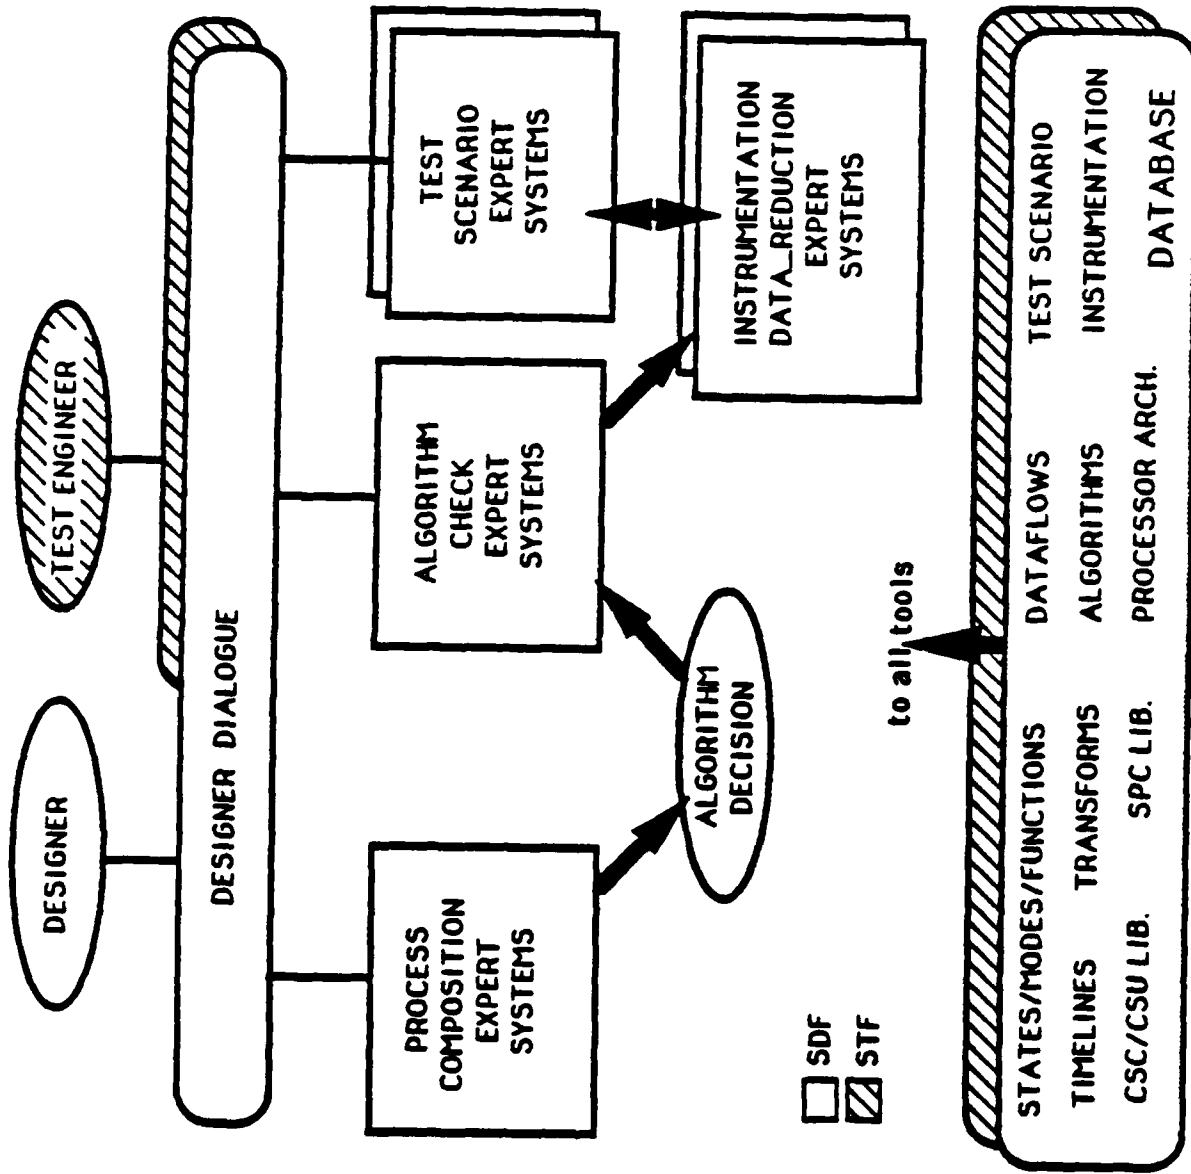 DESIGNER
TEST ENGINEER
DESIGNER DIALOGUE
PROCESS
COMPOSITION
EXPERT
SYSTEMS
ALGORITHM
CHECK
EXPERT
SYSTEMS
TEST
SCENARIO
EXPERT
SYSTEMS
ALGORITHM
DECISION
INSTRUMENTATION
DATA_REDUCTION
EXPERT
SYSTEMS
SDF
STF
to all tools
STATES/MODES/FUNCTIONS DATAFLOWS TEST SCENARIO
TIMELINES TRANSFORMS ALGORITHMS INSTRUMENTATION
CSC/CSU LIB. SPC LIB. PROCESSOR ARCH.
DATABASE